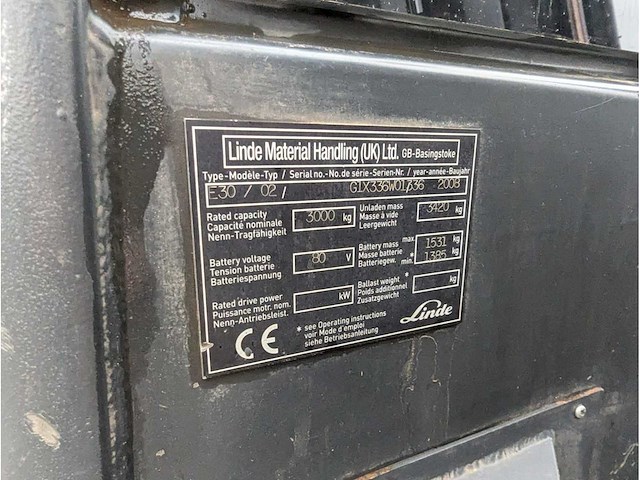 Linde Material Handling (UK) Ltd. GB-Basingstoke
Type-Modèle-Typ / Serial no.-No.de série-Serien-Nr. / year-année-Baujahr
E30 / 02 / G1X336W01336 2008
Rated capacity
Capacité nominale
Nenn-Tragfähigkeit
3000 kg
Unladen mass
Masse à vide
Leergewicht
3420 kg
Battery voltage
Tension batterie
Batteriespannung
80 V
Battery mass max
Masse batterie
Batteriegew. min*
1531 kg
1385 kg
Rated drive power
Puissance motr. nom.
Nenn-Antriebsleist.
kW
Ballast weight *
Poids additionnel
Zusatzgewicht
kg
CE
* see Operating instructions
voir Mode d'emploi
siehe Betriebsanleitung
Linde